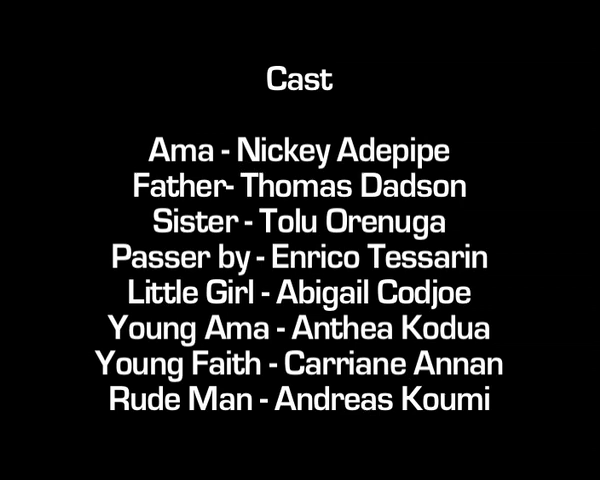 Cast
Ama - Nickey Adepipe
Father- Thomas Dadson
Sister - Tolu Orenuga
Passer by - Enrico Tessarin
Little Girl - Abigail Codjoe
Young Ama - Anthea Kodua
Young Faith - Carriane Annan
Rude Man - Andreas Koumi